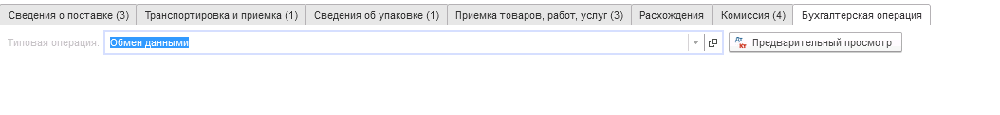 Сведения о поставке (3) Транспортировка и приемка (1) Сведения об упаковке (1) Приемка товаров, работ, услуг (3) Расхождения Комиссия (4) Бухгалтерская операция
Типовая операция: Обмен данными Дт Кт Предварительный просмотр